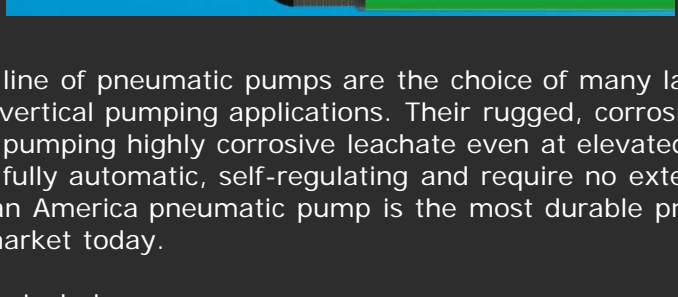 line of pneumatic pumps are the choice of many la
vertical pumping applications. Their rugged, corrosi
pumping highly corrosive leachate even at elevated
fully automatic, self-regulating and require no exte
an America pneumatic pump is the most durable pr
arket today.